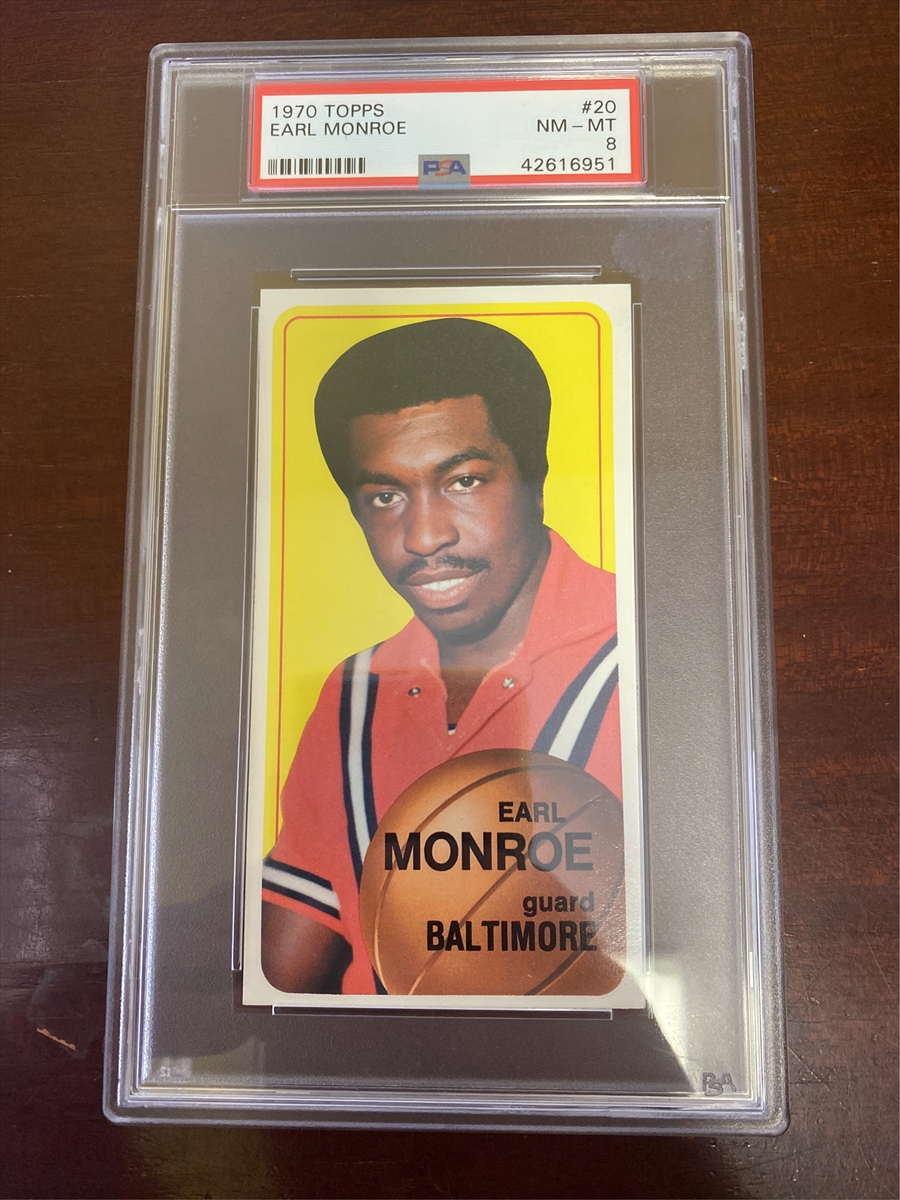 1970 TOPPS #20
EARL MONROE NM - MT
8
PSA 42616951
EARL
MONROE
guard
BALTIMORE
PSA